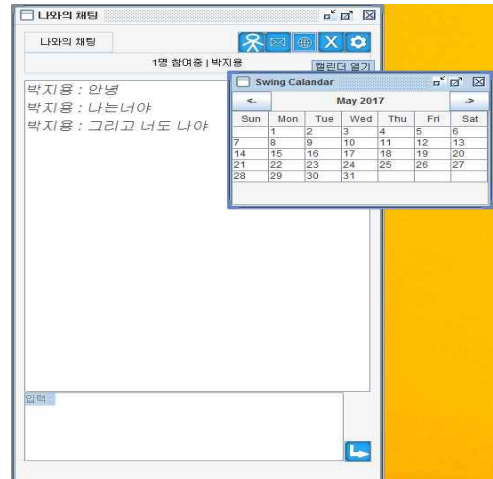 나와의 채팅
나와의 채팅
X
1명 참여중 | 박지용
캘린더 열기
박지용 : 안녕
박지용 : 나는너야
박지용 : 그리고 너도 나야
Swing Calandar
<- May 2017 ->
Sun Mon Tue Wed Thu Fri Sat
1 2 3 4 5 6
7 8 9 10 11 12 13
14 15 16 17 18 19 20
21 22 23 24 25 26 27
28 29 30 31
입력 :